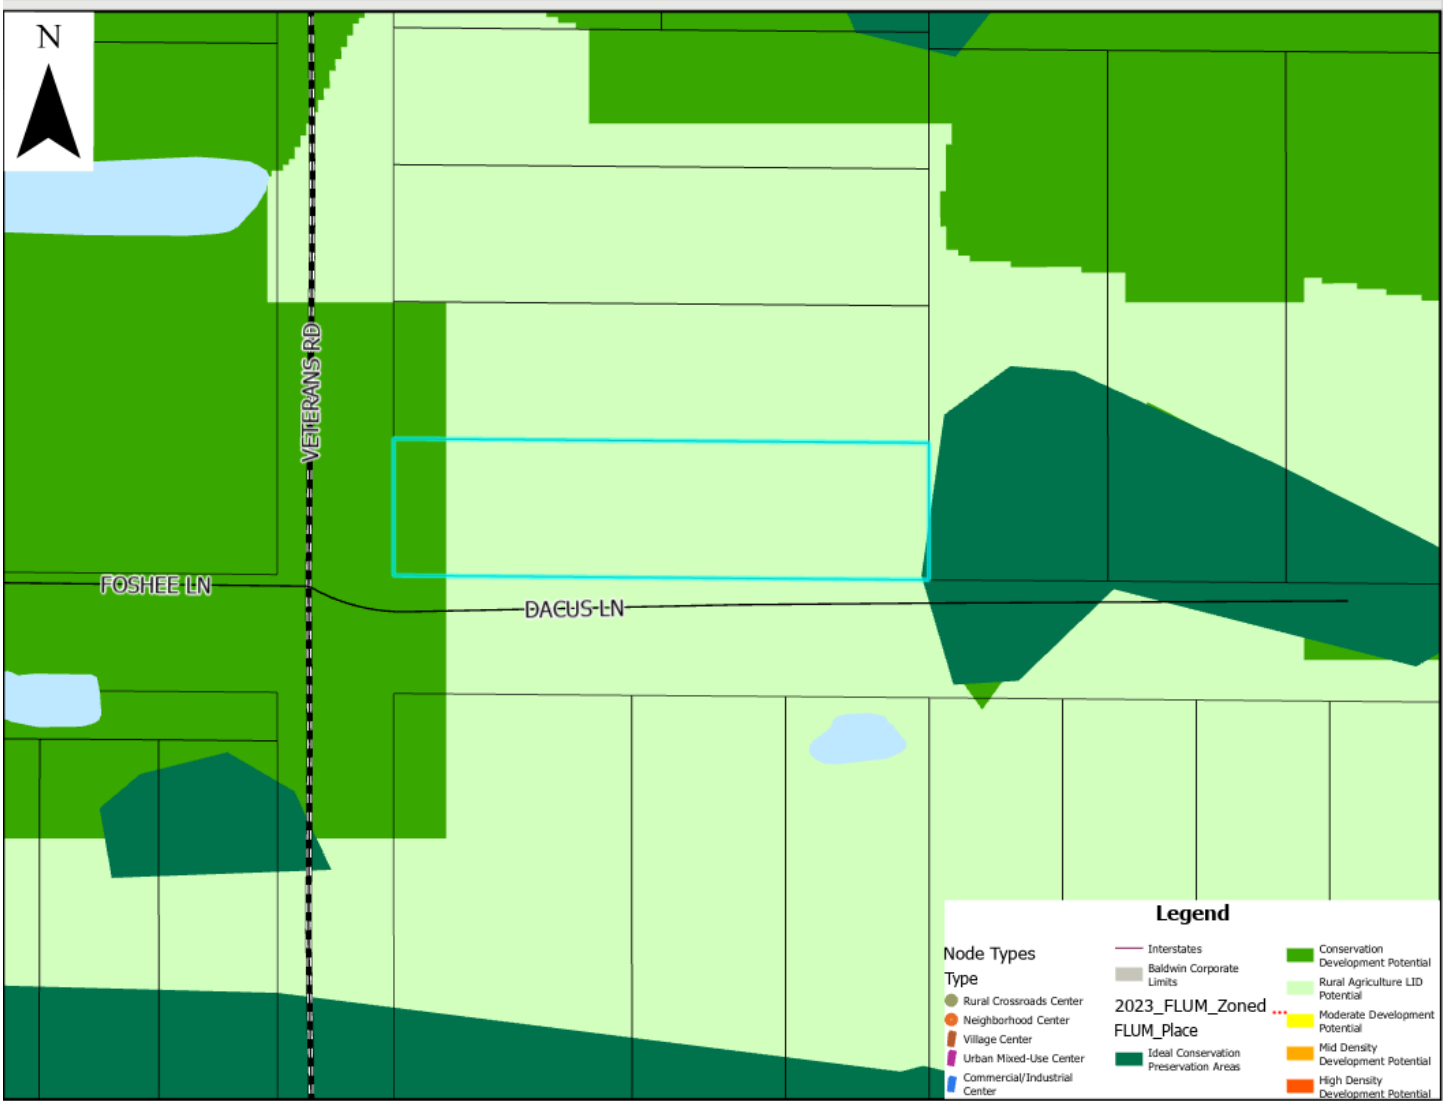 N
VETERANS RD
FOSHEE LN
DACUS LN
Legend
Node Types
Type
Rural Crossroads Center
Neighborhood Center
Village Center
Urban Mixed-Use Center
Commercial/Industrial
Center
Interstates
Baldwin Corporate
Limits
2023_FLUM_Zoned
FLUM_Place
Ideal Conservation
Preservation Areas
Conservation
Development Potential
Rural Agriculture LID
Potential
Moderate Development
Potential
Mid Density
Development Potential
High Density
Development Potential